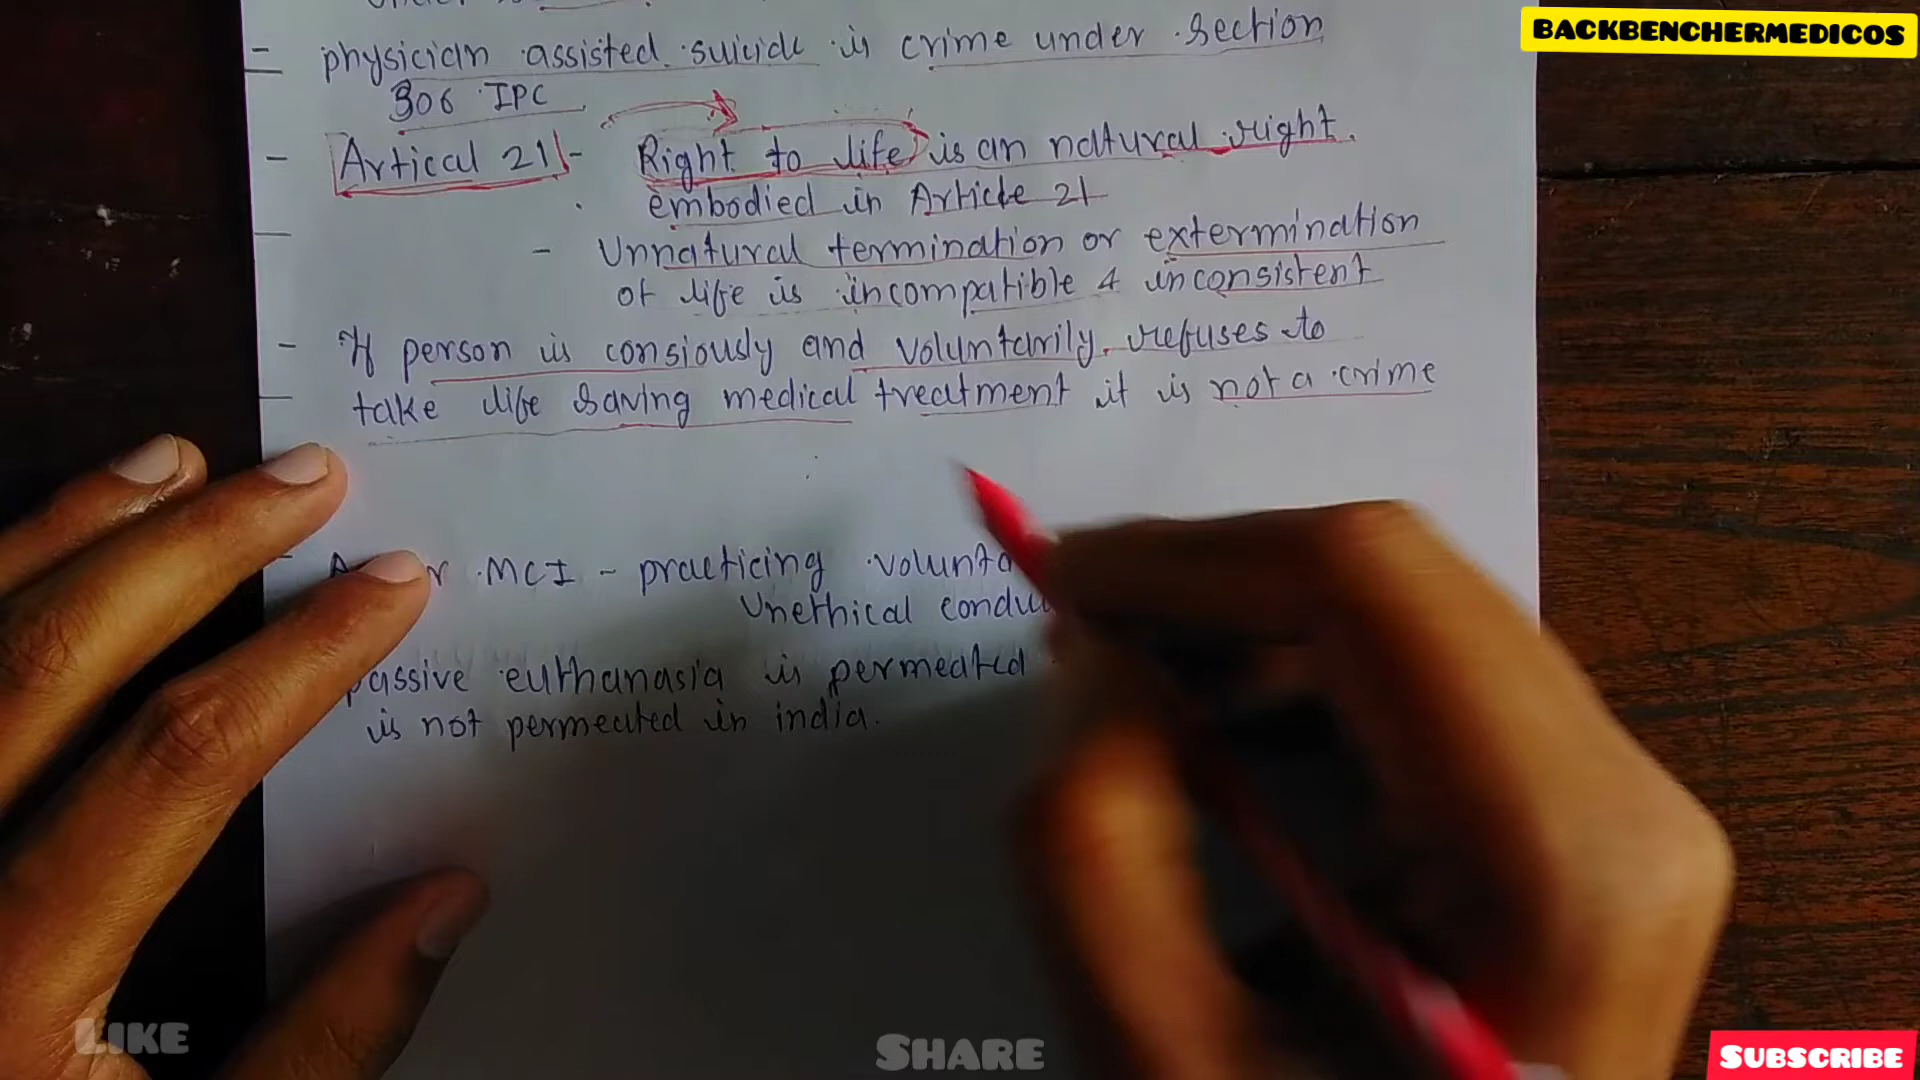 BACKBENCHERMEDICOS
- physician assisted suicide is crime under section
306 IPC
- Artical 21 - Right to life is an natural right.
embodied in Article 21
- Unnatural termination or extermination
of life is incompatible & inconsistent
- If person is consiously and voluntarily refuses to
take life saving medical treatment it is not a crime
MCI - practicing
Unethical
passive euthanasia is permeated
is not permeated in india.
LIKE
SHARE
SUBSCRIBE